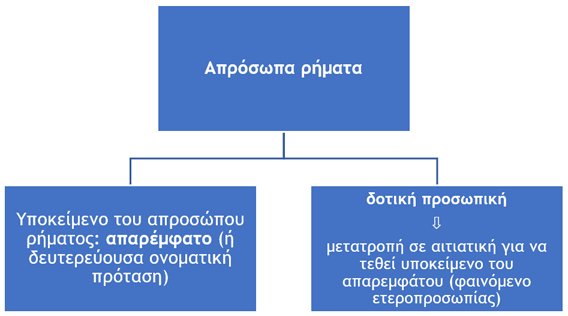 Απρόσωπα ρήματα
Υποκείμενο του απροσώπου
ρήματος: απαρέμφατο (ή
δευτερεύουσα ονοματική
πρόταση)
δοτική προσωπική
⇩
μετατροπή σε αιτιατική για να
τεθεί υποκείμενο του
απαρεμφάτου (φαινόμενο
ετεροπροσωπίας)